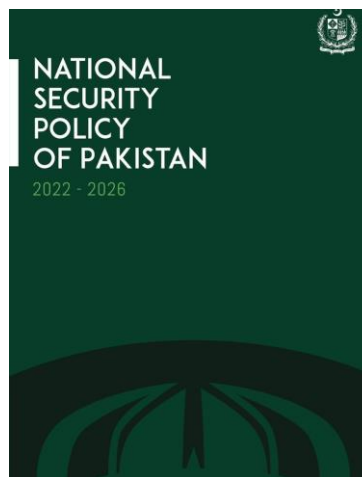 NATIONAL
SECURITY
POLICY
OF PAKISTAN
2022 - 2026